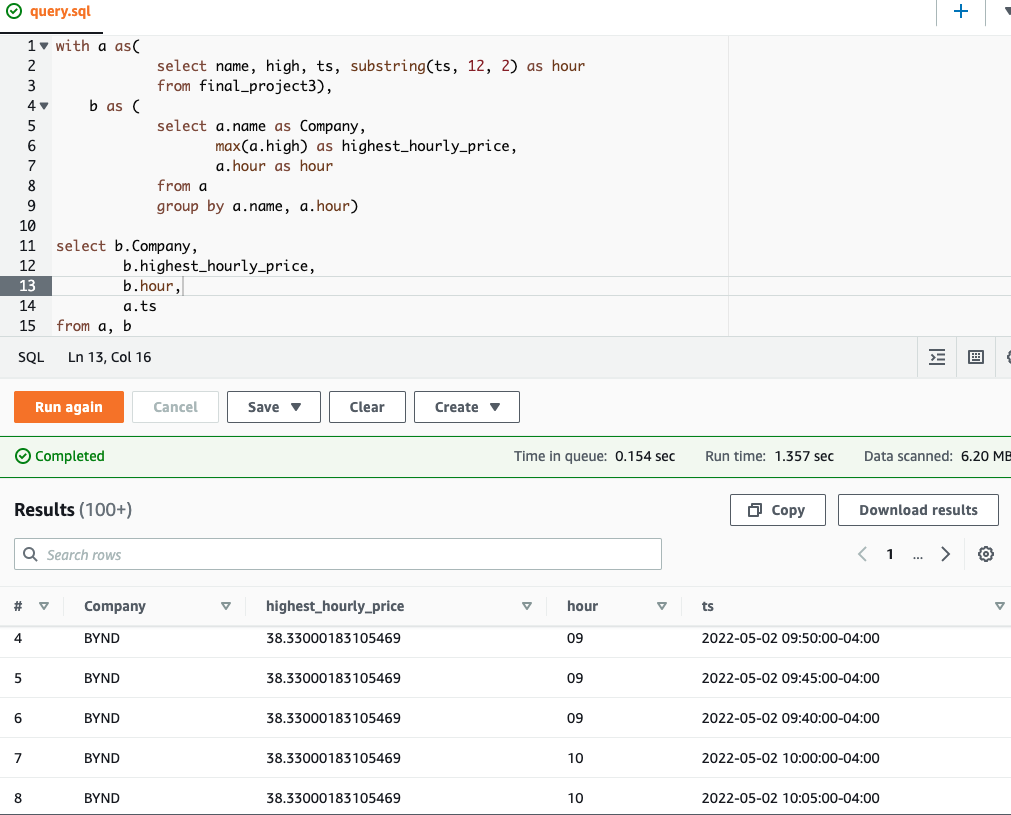 query.sql
1 with a as(
2 select name, high, ts, substring(ts, 12, 2) as hour
3 from final_project3),
4 b as (
5 select a.name as Company,
6 max(a.high) as highest_hourly_price,
7 a.hour as hour
8 from a
9 group by a.name, a.hour)
10
11 select b.Company,
12 b.highest_hourly_price,
13 b.hour,
14 a.ts
15 from a, b
SQL Ln 13, Col 16
Run again Cancel Save Clear Create
Completed Time in queue: 0.154 sec Run time: 1.357 sec Data scanned: 6.20 MB
Results (100+) Copy Download results
Search rows 1 ...
# Company highest_hourly_price hour ts
4 BYND 38.33000183105469 09 2022-05-02 09:50:00-04:00
5 BYND 38.33000183105469 09 2022-05-02 09:45:00-04:00
6 BYND 38.33000183105469 09 2022-05-02 09:40:00-04:00
7 BYND 38.33000183105469 10 2022-05-02 10:00:00-04:00
8 BYND 38.33000183105469 10 2022-05-02 10:05:00-04:00